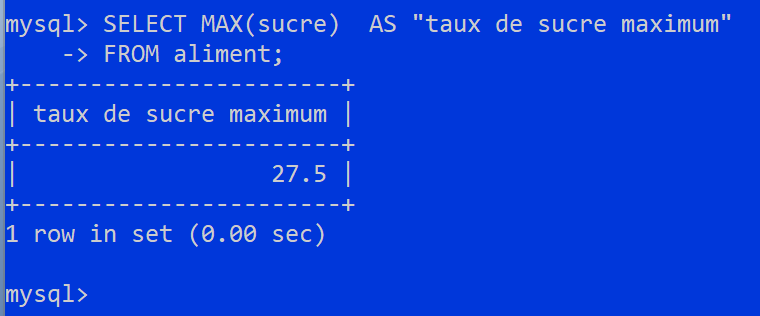 mysql> SELECT MAX(sucre)  AS "taux de sucre maximum"
    -> FROM aliment;
+-----------------------+
| taux de sucre maximum |
+-----------------------+
|                  27.5 |
+-----------------------+
1 row in set (0.00 sec)
mysql>